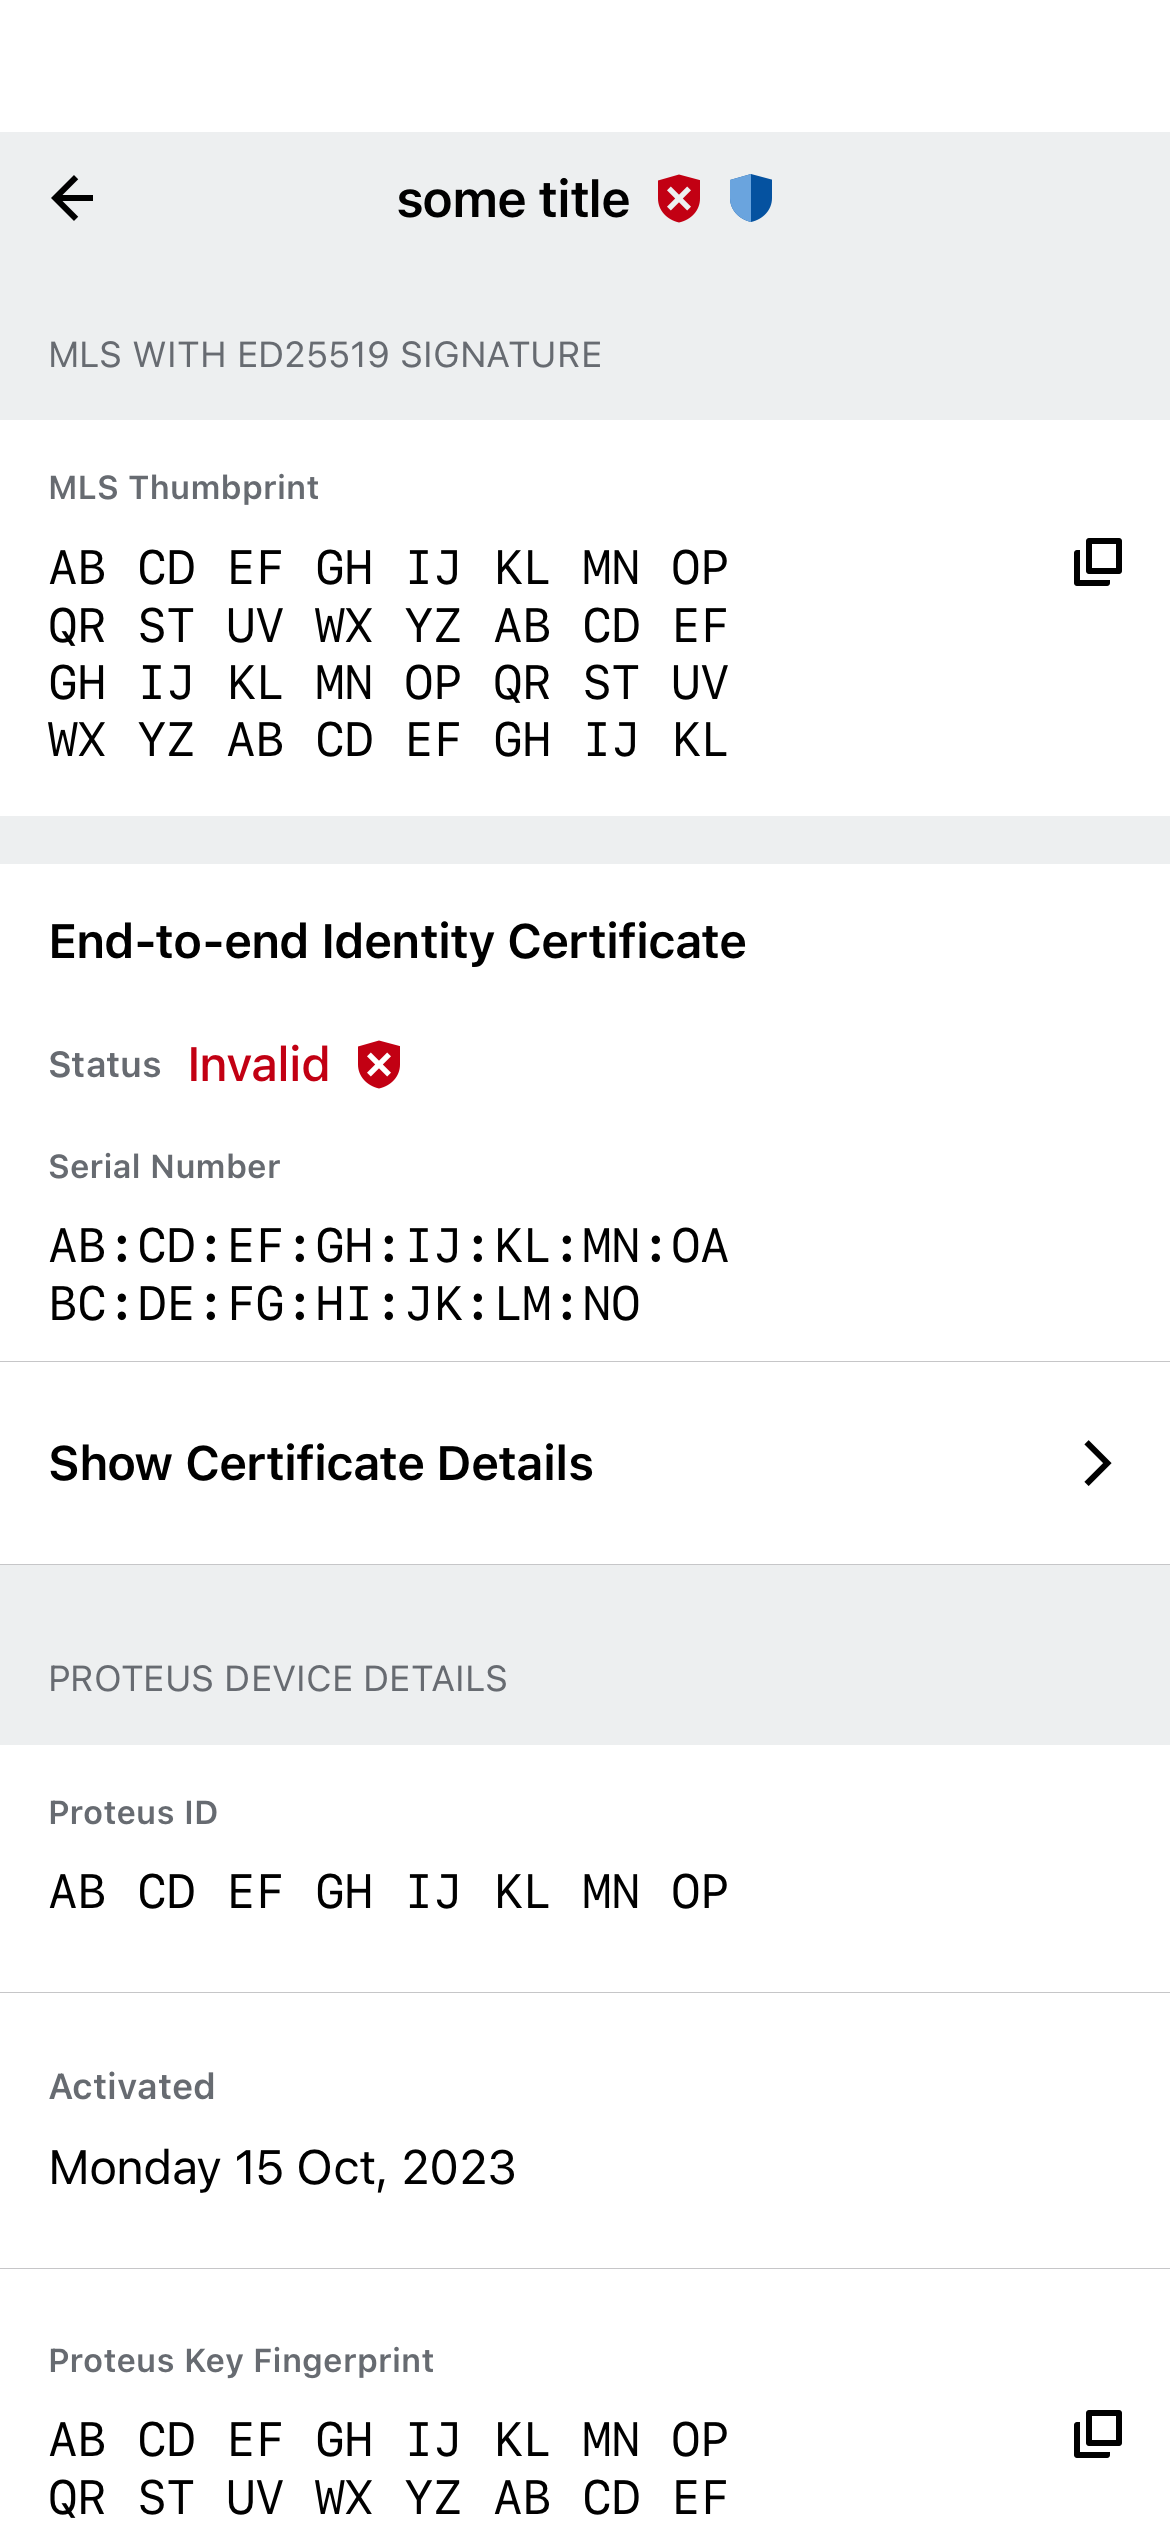 some title
MLS WITH ED25519 SIGNATURE
MLS Thumbprint
AB CD EF GH IJ KL MN OP
QR ST UV WX YZ AB CD EF
GH IJ KL MN OP QR ST UV
WX YZ AB CD EF GH IJ KL
End-to-end Identity Certificate
Status Invalid
Serial Number
AB:CD:EF:GH:IJ:KL:MN:OA
BC:DE:FG:HI:JK:LM:NO
Show Certificate Details
PROTEUS DEVICE DETAILS
Proteus ID
AB CD EF GH IJ KL MN OP
Activated
Monday 15 Oct, 2023
Proteus Key Fingerprint
AB CD EF GH IJ KL MN OP
QR ST UV WX YZ AB CD EF